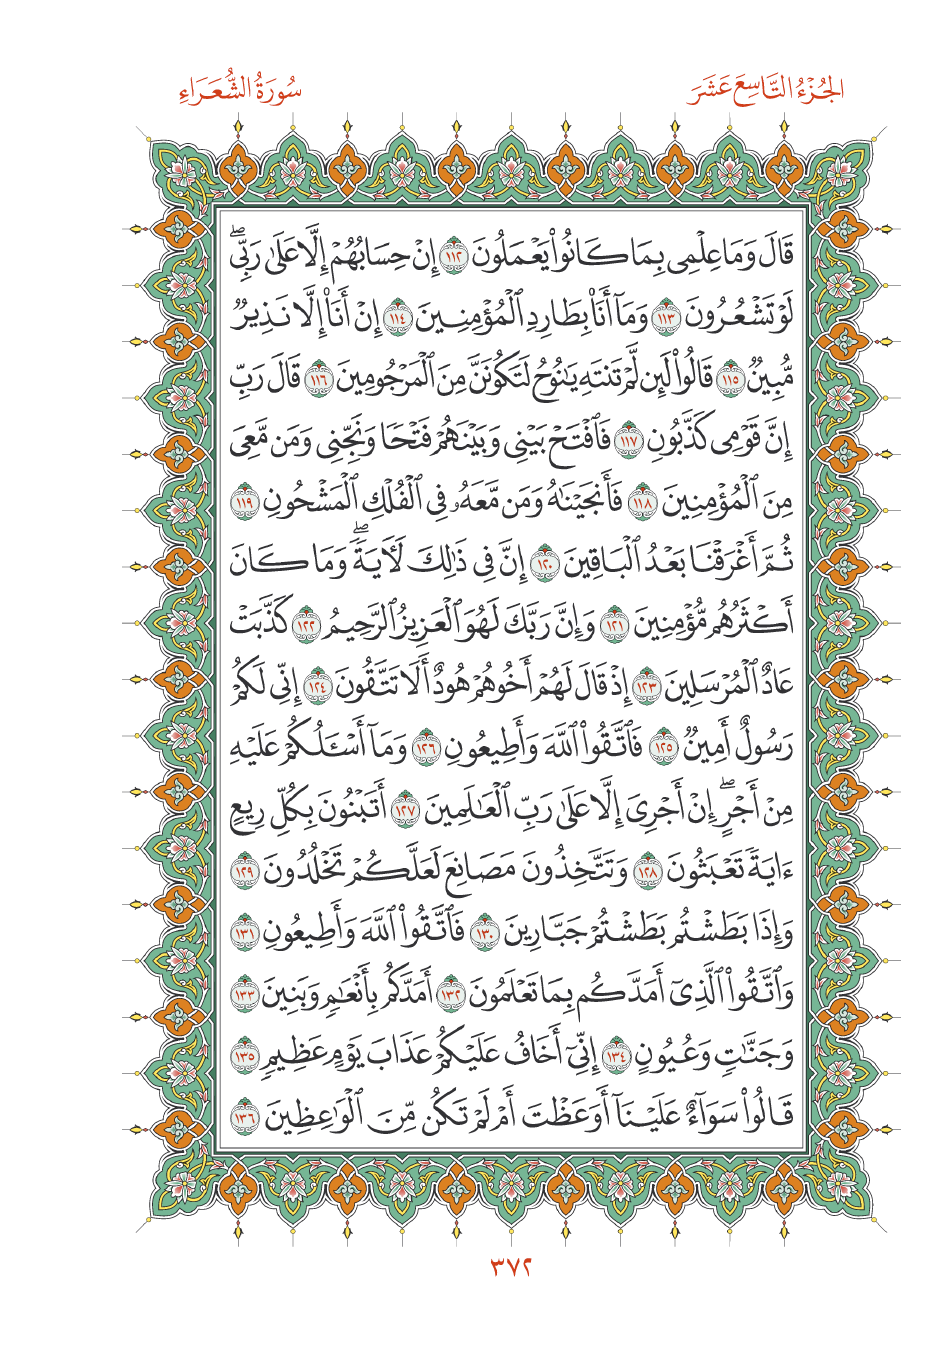 الجُزْءُ التَّاسِعَ عَشَرَ
سُورَةُ الشُّعَرَاءِ
قَالَ وَمَا عِلْمِى بِمَا كَانُوا۟ يَعْمَلُونَ ١١٢ إِنْ حِسَابُهُمْ إِلَّا عَلَىٰ رَبِّى ۖ
لَوْ تَشْعُرُونَ ١١٣ وَمَآ أَنَا۠ بِطَارِدِ ٱلْمُؤْمِنِينَ ١١٤ إِنْ أَنَا۠ إِلَّا نَذِيرٌ
مُّبِينٌ ١١٥ قَالُوا۟ لَئِن لَّمْ تَنتَهِ يَـٰنُوحُ لَتَكُونَنَّ مِنَ ٱلْمَرْجُومِينَ ١١٦ قَالَ رَبِّ
إِنَّ قَوْمِى كَذَّبُونِ ١١٧ فَٱفْتَحْ بَيْنِى وَبَيْنَهُمْ فَتْحًا وَنَجِّنِى وَمَن مَّعِىَ
مِنَ ٱلْمُؤْمِنِينَ ١١٨ فَأَنجَيْنَـٰهُ وَمَن مَّعَهُۥ فِى ٱلْفُلْكِ ٱلْمَشْحُونِ ١١٩
ثُمَّ أَغْرَقْنَا بَعْدُ ٱلْبَاقِينَ ١٢٠ إِنَّ فِى ذَٰلِكَ لَـَٔايَةً ۖ وَمَا كَانَ
أَكْثَرُهُم مُّؤْمِنِينَ ١٢١ وَإِنَّ رَبَّكَ لَهُوَ ٱلْعَزِيزُ ٱلرَّحِيمُ ١٢٢ كَذَّبَتْ
عَادٌ ٱلْمُرْسَلِينَ ١٢٣ إِذْ قَالَ لَهُمْ أَخُوهُمْ هُودٌ أَلَا تَتَّقُونَ ١٢٤ إِنِّى لَكُمْ
رَسُولٌ أَمِينٌ ١٢٥ فَٱتَّقُوا۟ ٱللَّهَ وَأَطِيعُونِ ١٢٦ وَمَآ أَسْـَٔلُكُمْ عَلَيْهِ
مِنْ أَجْرٍ ۖ إِنْ أَجْرِىَ إِلَّا عَلَىٰ رَبِّ ٱلْعَـٰلَمِينَ ١٢٧ أَتَبْنُونَ بِكُلِّ رِيعٍ
ءَايَةً تَعْبَثُونَ ١٢٨ وَتَتَّخِذُونَ مَصَانِعَ لَعَلَّكُمْ تَخْلُدُونَ ١٢٩
وَإِذَا بَطَشْتُم بَطَشْتُمْ جَبَّارِينَ ١٣٠ فَٱتَّقُوا۟ ٱللَّهَ وَأَطِيعُونِ ١٣١
وَٱتَّقُوا۟ ٱلَّذِىٓ أَمَدَّكُم بِمَا تَعْلَمُونَ ١٣٢ أَمَدَّكُم بِأَنْعَـٰمٍ وَبَنِينَ ١٣٣
وَجَنَّـٰتٍ وَعُيُونٍ ١٣٤ إِنِّىٓ أَخَافُ عَلَيْكُمْ عَذَابَ يَوْمٍ عَظِيمٍ ١٣٥
قَالُوا۟ سَوَآءٌ عَلَيْنَآ أَوَعَظْتَ أَمْ لَمْ تَكُن مِّنَ ٱلْوَٰعِظِينَ ١٣٦
٣٧٢